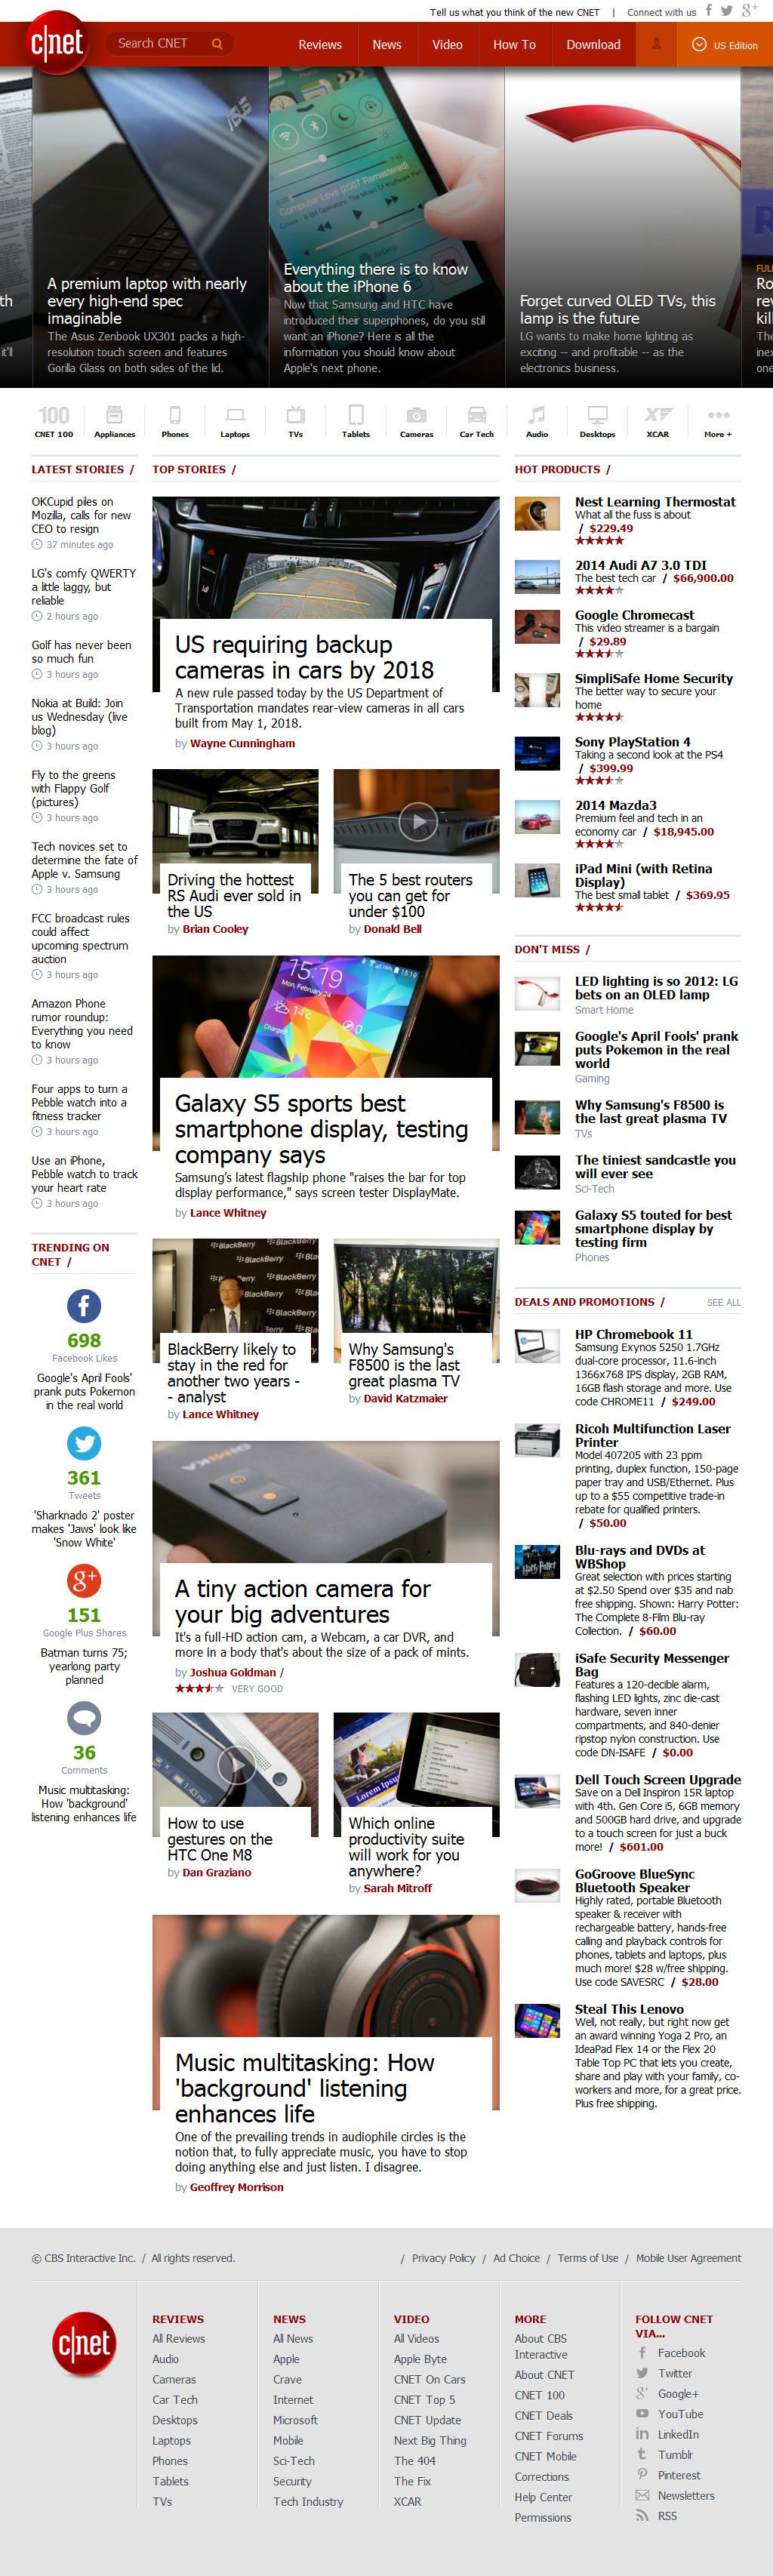 Tell us what you think of the new CNET | Connect with us
c|net
Search CNET
Reviews
News
Video
How To
Download
US Edition
th
it'll
A premium laptop with nearly
every high-end spec
imaginable
The Asus Zenbook UX301 packs a high-
resolution touch screen and features
Gorilla Glass on both sides of the lid.
Everything there is to know
about the iPhone 6
Now that Samsung and HTC have
introduced their superphones, do you still
want an iPhone? Here is all the
information you should know about
Apple's next phone.
Forget curved OLED TVs, this
lamp is the future
LG wants to make home lighting as
exciting -- and profitable -- as the
electronics business.
FUL
Ro
rev
kill
The
inex
one
100
CNET 100
Appliances
Phones
Laptops
TVs
Tablets
Cameras
Car Tech
Audio
Desktops
XCAR
More +
LATEST STORIES /
OKCupid piles on
Mozilla, calls for new
CEO to resign
37 minutes ago
LG's comfy QWERTY
a little laggy, but
reliable
2 hours ago
Golf has never been
so much fun
3 hours ago
Nokia at Build: Join
us Wednesday (live
blog)
3 hours ago
Fly to the greens
with Flappy Golf
(pictures)
3 hours ago
Tech novices set to
determine the fate of
Apple v. Samsung
3 hours ago
FCC broadcast rules
could affect
upcoming spectrum
auction
3 hours ago
Amazon Phone
rumor roundup:
Everything you need
to know
3 hours ago
Four apps to turn a
Pebble watch into a
fitness tracker
3 hours ago
Use an iPhone,
Pebble watch to track
your heart rate
3 hours ago
TRENDING ON
CNET /
698
Facebook Likes
Google's April Fools'
prank puts Pokemon
in the real world
361
Tweets
'Sharknado 2' poster
makes 'Jaws' look like
'Snow White'
151
Google Plus Shares
Batman turns 75;
yearlong party
planned
36
Comments
Music multitasking:
How 'background'
listening enhances life
TOP STORIES /
US requiring backup
cameras in cars by 2018
A new rule passed today by the US Department of
Transportation mandates rear-view cameras in all cars
built from May 1, 2018.
by Wayne Cunningham
Driving the hottest
RS Audi ever sold in
the US
by Brian Cooley
The 5 best routers
you can get for
under $100
by Donald Bell
15:19
Mon, February 24
14°
Galaxy S5 sports best
smartphone display, testing
company says
Samsung's latest flagship phone "raises the bar for top
display performance," says screen tester DisplayMate.
by Lance Whitney
BlackBerry
BlackBerry likely to
stay in the red for
another two years -
- analyst
by Lance Whitney
Why Samsung's
F8500 is the last
great plasma TV
by David Katzmaier
A tiny action camera for
your big adventures
It's a full-HD action cam, a Webcam, a car DVR, and
more in a body that's about the size of a pack of mints.
by Joshua Goldman /
VERY GOOD
1:43 PM
How to use
gestures on the
HTC One M8
by Dan Graziano
Which online
productivity suite
will work for you
anywhere?
by Sarah Mitroff
Music multitasking: How
'background' listening
enhances life
One of the prevailing trends in audiophile circles is the
notion that, to fully appreciate music, you have to stop
doing anything else and just listen. I disagree.
by Geoffrey Morrison
HOT PRODUCTS /
Nest Learning Thermostat
What all the fuss is about
/ $229.49
2014 Audi A7 3.0 TDI
The best tech car / $66,900.00
Google Chromecast
This video streamer is a bargain
/ $29.89
SimpliSafe Home Security
The better way to secure your
home
Sony PlayStation 4
Taking a second look at the PS4
/ $399.99
2014 Mazda3
Premium feel and tech in an
economy car / $18,945.00
iPad Mini (with Retina
Display)
The best small tablet / $369.95
DON'T MISS /
LED lighting is so 2012: LG
bets on an OLED lamp
Smart Home
Google's April Fools' prank
puts Pokemon in the real
world
Gaming
Why Samsung's F8500 is
the last great plasma TV
TVs
The tiniest sandcastle you
will ever see
Sci-Tech
Galaxy S5 touted for best
smartphone display by
testing firm
Phones
DEALS AND PROMOTIONS /
SEE ALL
HP Chromebook 11
Samsung Exynos 5250 1.7GHz
dual-core processor, 11.6-inch
1366x768 IPS display, 2GB RAM,
16GB flash storage and more. Use
code CHROME11 / $249.00
Ricoh Multifunction Laser
Printer
Model 407205 with 23 ppm
printing, duplex function, 150-page
paper tray and USB/Ethernet. Plus
up to a $55 competitive trade-in
rebate for qualified printers.
/ $50.00
Blu-rays and DVDs at
WBShop
Great selection with prices starting
at $2.50 Spend over $35 and nab
free shipping. Shown: Harry Potter:
The Complete 8-Film Blu-ray
Collection. / $60.00
iSafe Security Messenger
Bag
Features a 120-decible alarm,
flashing LED lights, zinc die-cast
hardware, seven inner
compartments, and 840-denier
ripstop nylon construction. Use
code DN-ISAFE / $0.00
Dell Touch Screen Upgrade
Save on a Dell Inspiron 15R laptop
with 4th. Gen Core i5, 6GB memory
and 500GB hard drive, and upgrade
to a touch screen for just a buck
more! / $601.00
GoGroove BlueSync
Bluetooth Speaker
Highly rated, portable Bluetooth
speaker & receiver with
rechargeable battery, hands-free
calling and playback controls for
phones, tablets and laptops, plus
much more! $28 w/free shipping.
Use code SAVESRC / $28.00
Steal This Lenovo
Well, not really, but right now get
an award winning Yoga 2 Pro, an
IdeaPad Flex 14 or the Flex 20
Table Top PC that lets you create,
share and play with your family, co-
workers and more, for a great price.
Plus free shipping.
© CBS Interactive Inc. / All rights reserved.
/ Privacy Policy / Ad Choice / Terms of Use / Mobile User Agreement
c|net
REVIEWS
All Reviews
Audio
Cameras
Car Tech
Desktops
Laptops
Phones
Tablets
TVs
NEWS
All News
Apple
Crave
Internet
Microsoft
Mobile
Sci-Tech
Security
Tech Industry
VIDEO
All Videos
Apple Byte
CNET On Cars
CNET Top 5
CNET Update
Next Big Thing
The 404
The Fix
XCAR
MORE
About CBS
Interactive
About CNET
CNET 100
CNET Deals
CNET Forums
CNET Mobile
Corrections
Help Center
Permissions
FOLLOW CNET
VIA...
Facebook
Twitter
Google+
YouTube
LinkedIn
Tumblr
Pinterest
Newsletters
RSS